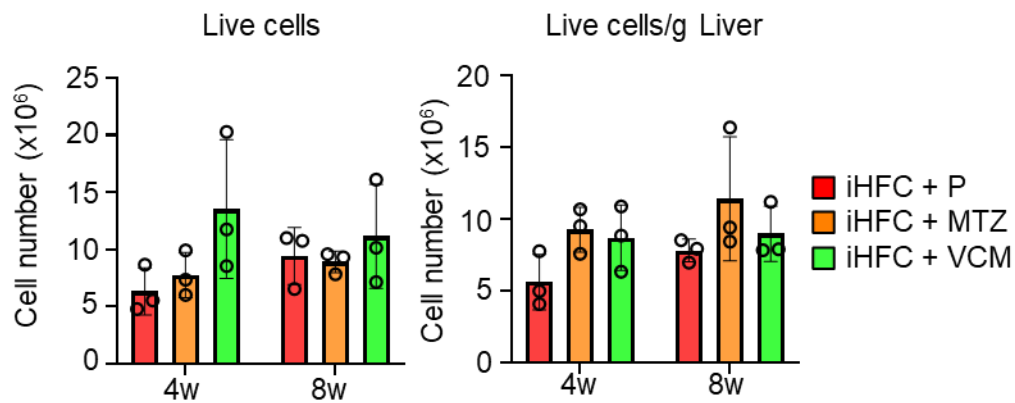 Live cells
Cell number (x10⁶)
25
20
15
10
5
0
4w
8w
Live cells/g Liver
Cell number (x10⁶)
20
15
10
5
0
4w
8w
iHFC + P
iHFC + MTZ
iHFC + VCM